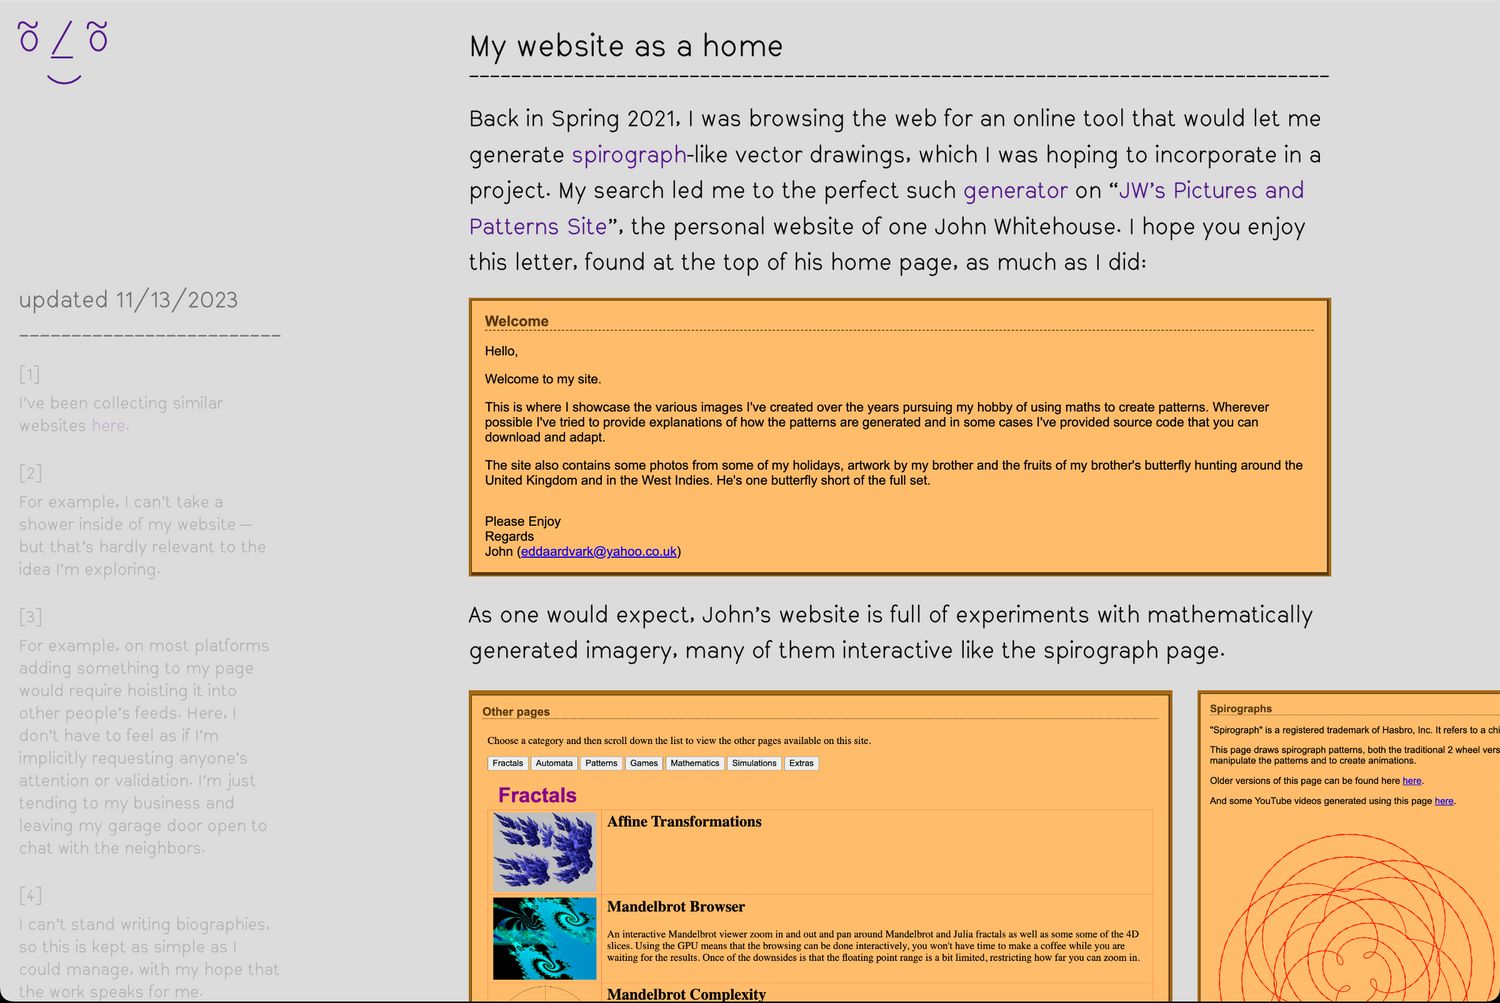 My website as a home
Back in Spring 2021, I was browsing the web for an online tool that would let me
generate spirograph-like vector drawings, which I was hoping to incorporate in a
project. My search led me to the perfect such generator on “JW’s Pictures and
Patterns Site”, the personal website of one John Whitehouse. I hope you enjoy
this letter, found at the top of his home page, as much as I did:
Welcome
Hello,
Welcome to my site.
This is where I showcase the various images I've created over the years pursuing my hobby of using maths to create patterns. Wherever
possible I've tried to provide explanations of how the patterns are generated and in some cases I've provided source code that you can
download and adapt.
The site also contains some photos from some of my holidays, artwork by my brother and the fruits of my brother's butterfly hunting around the
United Kingdom and in the West Indies. He's one butterfly short of the full set.
Please Enjoy
Regards
John (eddaardvark@yahoo.co.uk)
As one would expect, John’s website is full of experiments with mathematically
generated imagery, many of them interactive like the spirograph page.
Other pages
Choose a category and then scroll down the list to view the other pages available on this site.
Fractals Automata Patterns Games Mathematics Simulations Extras
Fractals
Affine Transformations
Mandelbrot Browser
An interactive Mandelbrot viewer zoom in and out and pan around Mandelbrot and Julia fractals as well as some some of the 4D
slices. Using the GPU means that the browsing can be done interactively, you won't have time to make a coffee while you are
waiting for the results. Once of the downsides is that the floating point range is a bit limited, restricting how far you can zoom in.
Mandelbrot Complexity
Spirographs
"Spirograph" is a registered trademark of Hasbro, Inc. It refers to a chi
This page draws spirograph patterns, both the traditional 2 wheel vers
manipulate the patterns and to create animations.
Older versions of this page can be found here here.
And some YouTube videos generated using this page here.
updated 11/13/2023
[1]
I’ve been collecting similar
websites here.
[2]
For example, I can’t take a
shower inside of my website —
but that’s hardly relevant to the
idea I’m exploring.
[3]
For example, on most platforms
adding something to my page
would require hoisting it into
other people’s feeds. Here, I
don’t have to feel as if I’m
implicitly requesting anyone’s
attention or validation. I’m just
tending to my business and
leaving my garage door open to
chat with the neighbors.
[4]
I can’t stand writing biographies,
so this is kept as simple as I
could manage, with my hope that
the work speaks for me.